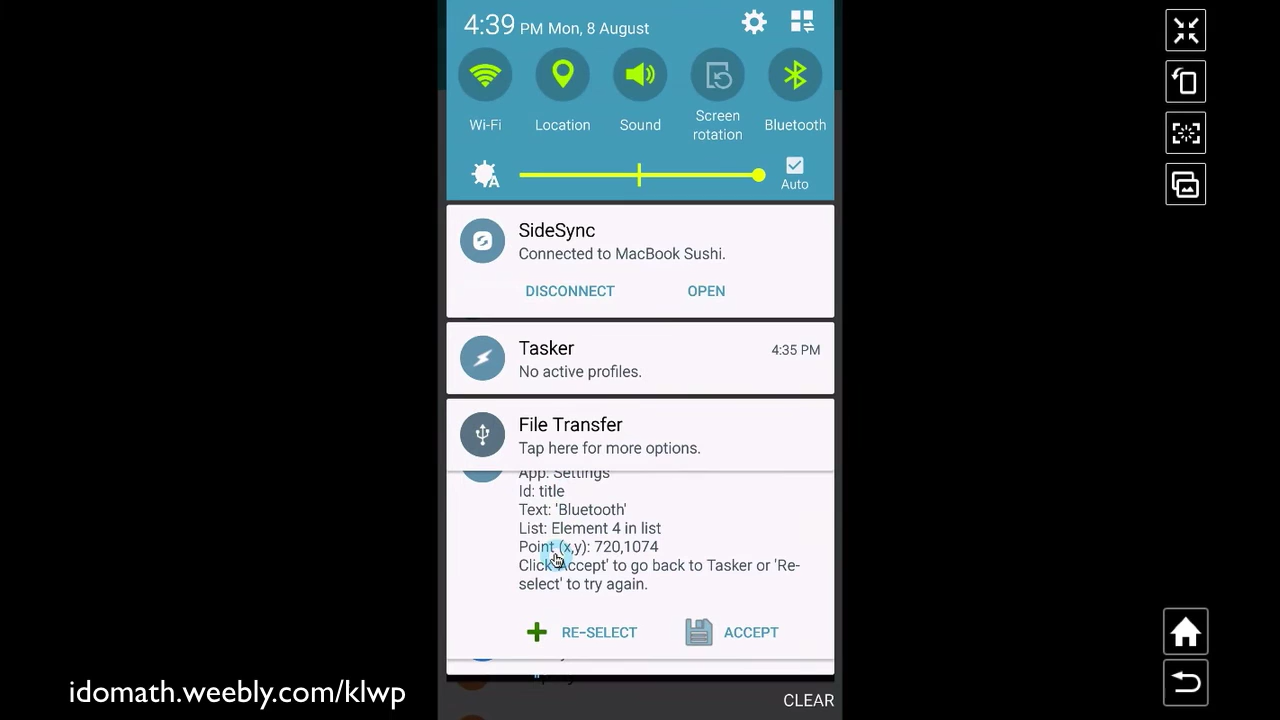 4:39 PM Mon, 8 August
Wi-Fi
Location
Sound
Screen
rotation
Bluetooth
A
Auto
SideSync
Connected to MacBook Sushi.
DISCONNECT OPEN
Tasker 4:35 PM
No active profiles.
File Transfer
Tap here for more options.
App: Settings
Id: title
Text: 'Bluetooth'
List: Element 4 in list
Point (x,y): 720,1074
Click 'Accept' to go back to Tasker or 'Re-
select' to try again.
RE-SELECT ACCEPT
CLEAR
idomath.weebly.com/klwp